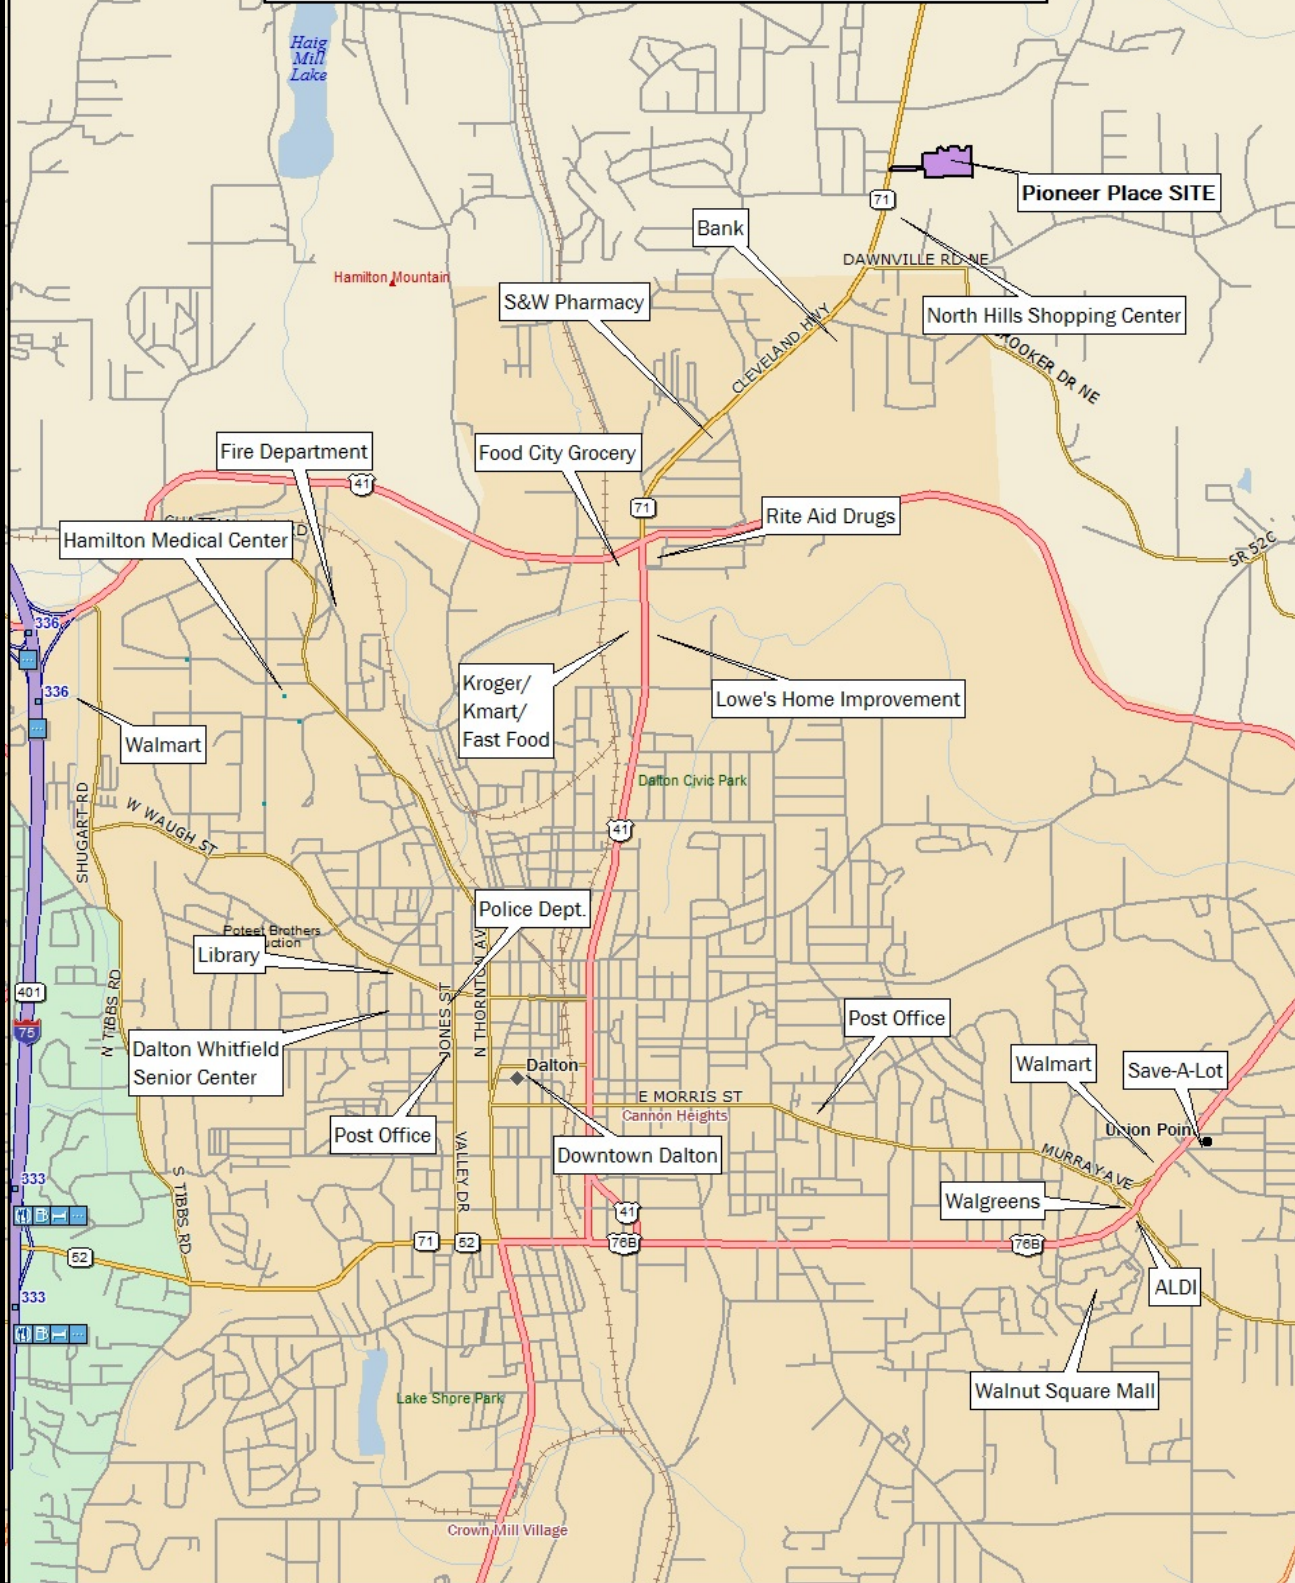 Haig
Mill
Lake
Pioneer Place SITE
71
Bank
DAWNVILLE RD NE
Hamilton Mountain
S&W Pharmacy
North Hills Shopping Center
CLEVELAND HWY
CROOKER DR NE
Fire Department
Food City Grocery
41
71
Rite Aid Drugs
RD
Hamilton Medical Center
SR 52C
336
336
Kroger/
Kmart/
Fast Food
Lowe's Home Improvement
Walmart
Dalton Civic Park
SHUGART RD
W WAUGH ST
41
Police Dept.
Poteet Brothers
uction
Library
N THORNTON AV
401
75
N TIBBS RD
JONES ST
Post Office
Dalton Whitfield
Senior Center
Dalton
Walmart
Save-A-Lot
E MORRIS ST
Cannon Heights
Post Office
Union Point
Downtown Dalton
VALLEY DR
MURRAY AVE
333
S TIBBS RD
Walgreens
41
71
52
76B
76B
52
ALDI
333
Walnut Square Mall
Lake Shore Park
Crown Mill Village